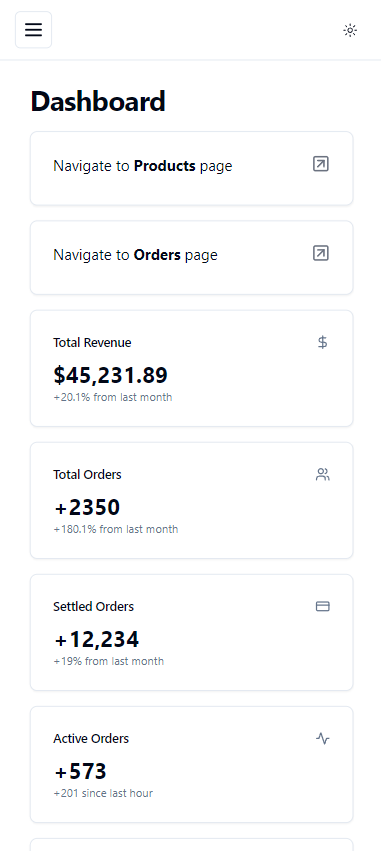 Dashboard
Navigate to Products page
Navigate to Orders page
Total Revenue
$45,231.89
+20.1% from last month
Total Orders
+2350
+180.1% from last month
Settled Orders
+12,234
+19% from last month
Active Orders
+573
+201 since last hour